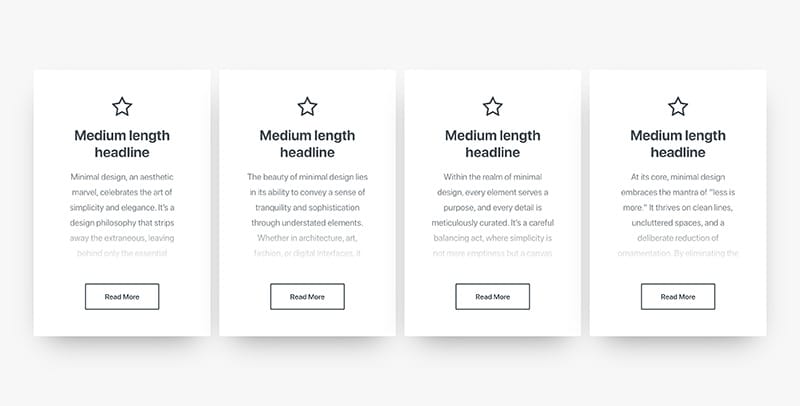 Medium length
headline
Minimal design, an aesthetic
marvel, celebrates the art of
simplicity and elegance. It's a
design philosophy that strips
away the extraneous, leaving
behind only the essential
Read More
Medium length
headline
The beauty of minimal design lies
in its ability to convey a sense of
tranquility and sophistication
through understated elements.
Whether in architecture, art,
fashion, or digital interfaces, it
Read More
Medium length
headline
Within the realm of minimal
design, every element serves a
purpose, and every detail is
meticulously curated. It's a careful
balancing act, where simplicity is
not mere emptiness but a canvas
Read More
Medium length
headline
At its core, minimal design
embraces the mantra of "less is
more." It thrives on clean lines,
uncluttered spaces, and a
deliberate reduction of
ornamentation. By eliminating the
Read More